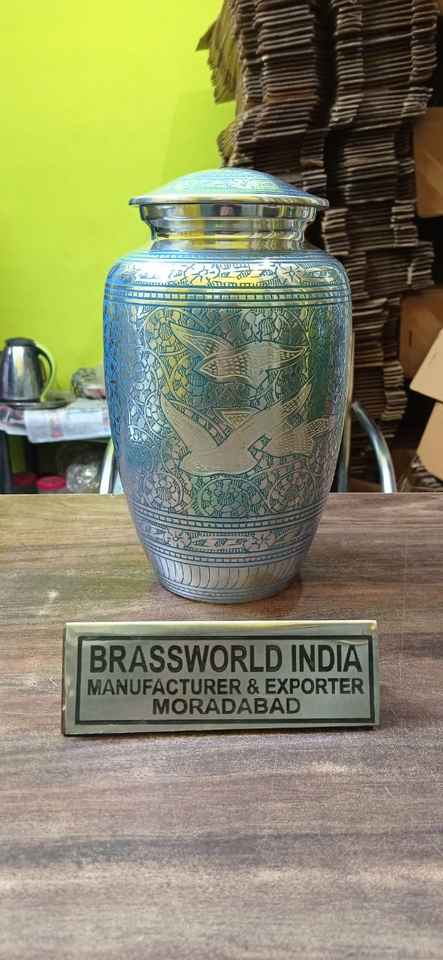 BRASSWORLD INDIA
MANUFACTURER & EXPORTER
MORADABAD